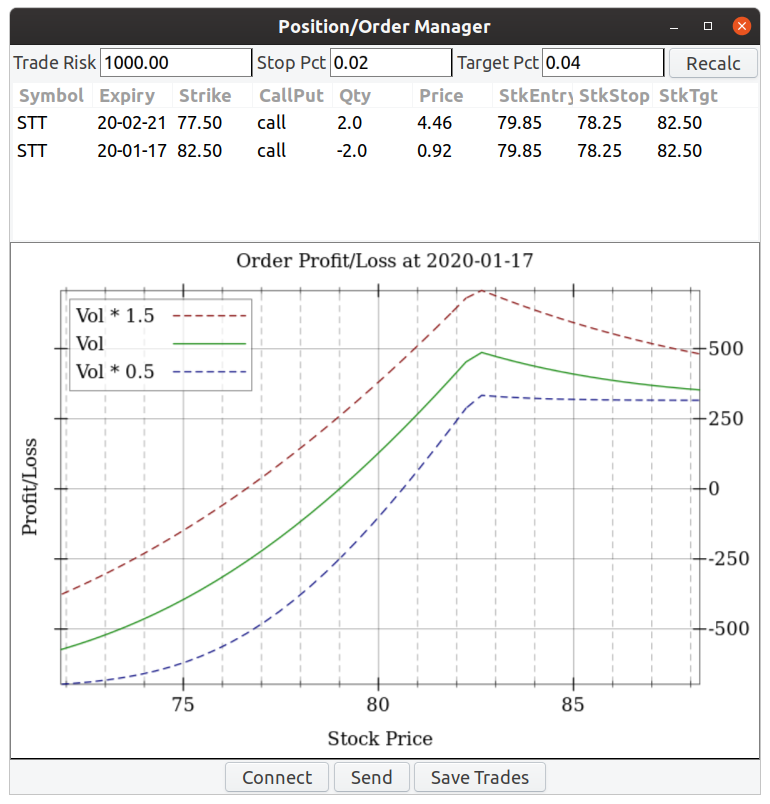 Position/Order Manager
Trade Risk 1000.00 Stop Pct 0.02 Target Pct 0.04 Recalc
Symbol Expiry Strike CallPut Qty Price StkEntry StkStop StkTgt
STT 20-02-21 77.50 call 2.0 4.46 79.85 78.25 82.50
STT 20-01-17 82.50 call -2.0 0.92 79.85 78.25 82.50
Order Profit/Loss at 2020-01-17
Vol * 1.5
Vol
Vol * 0.5
500
250
0
-250
-500
Profit/Loss
75 80 85
Stock Price
Connect Send Save Trades